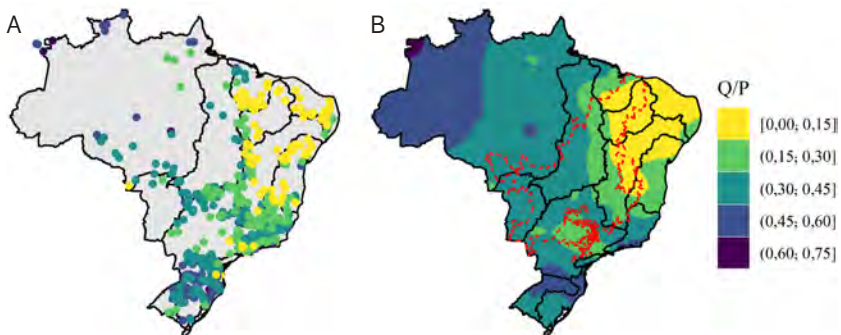 A
B
Q/P
[0,00; 0,15]
(0,15; 0,30]
(0,30; 0,45]
(0,45; 0,60]
(0,60; 0,75]